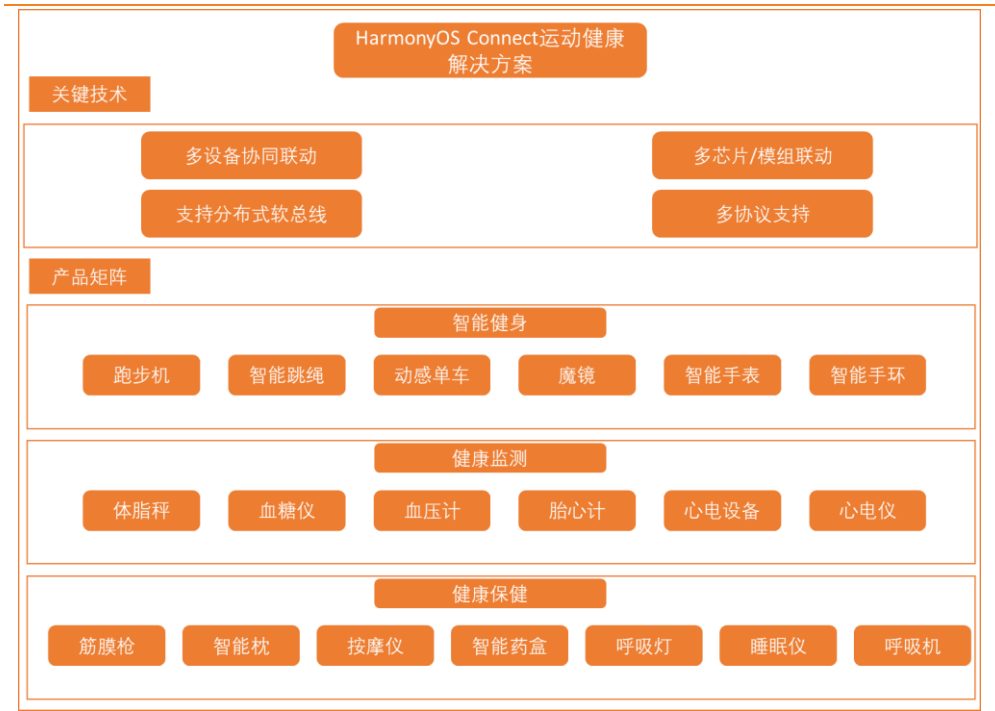 HarmonyOS Connect运动健康
解决方案
关键技术
多设备协同联动
多芯片/模组联动
支持分布式软总线
多协议支持
产品矩阵
智能健身
跑步机
智能跳绳
动感单车
魔镜
智能手表
智能手环
健康监测
体脂秤
血糖仪
血压计
胎心计
心电设备
心电仪
健康保健
筋膜枪
智能枕
按摩仪
智能药盒
呼吸灯
睡眠仪
呼吸机